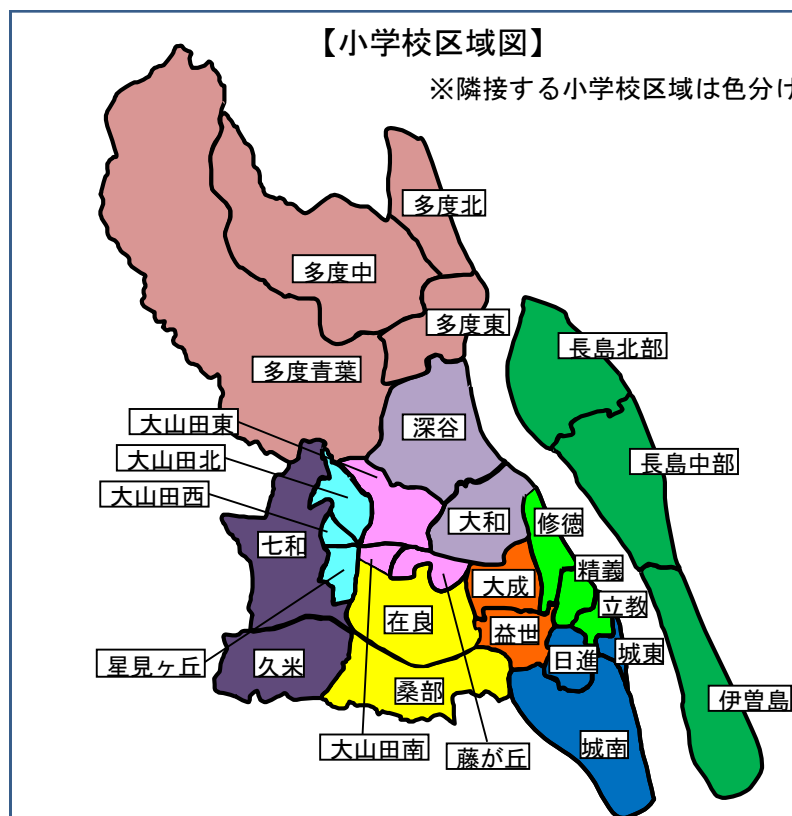 【小学校区域図】
※隣接する小学校区域は色分け
多度北
多度中
多度東
長島北部
多度青葉
大山田東
深谷
大山田北
長島中部
大山田西
大和
修徳
七和
精義
大成
立教
在良
益世
星見ヶ丘
久米
日進
城東
桑部
伊曽島
大山田南
藤が丘
城南